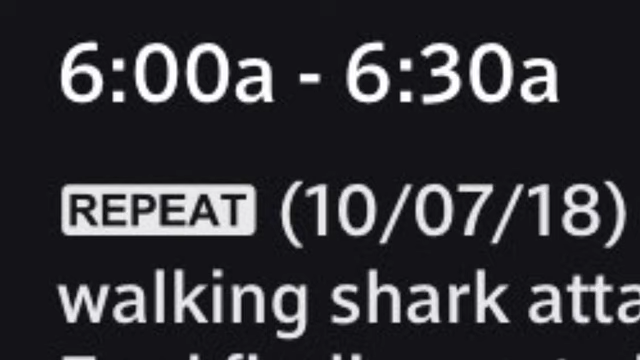 6:00a - 6:30a
REPEAT (10/07/18)
walking shark atta